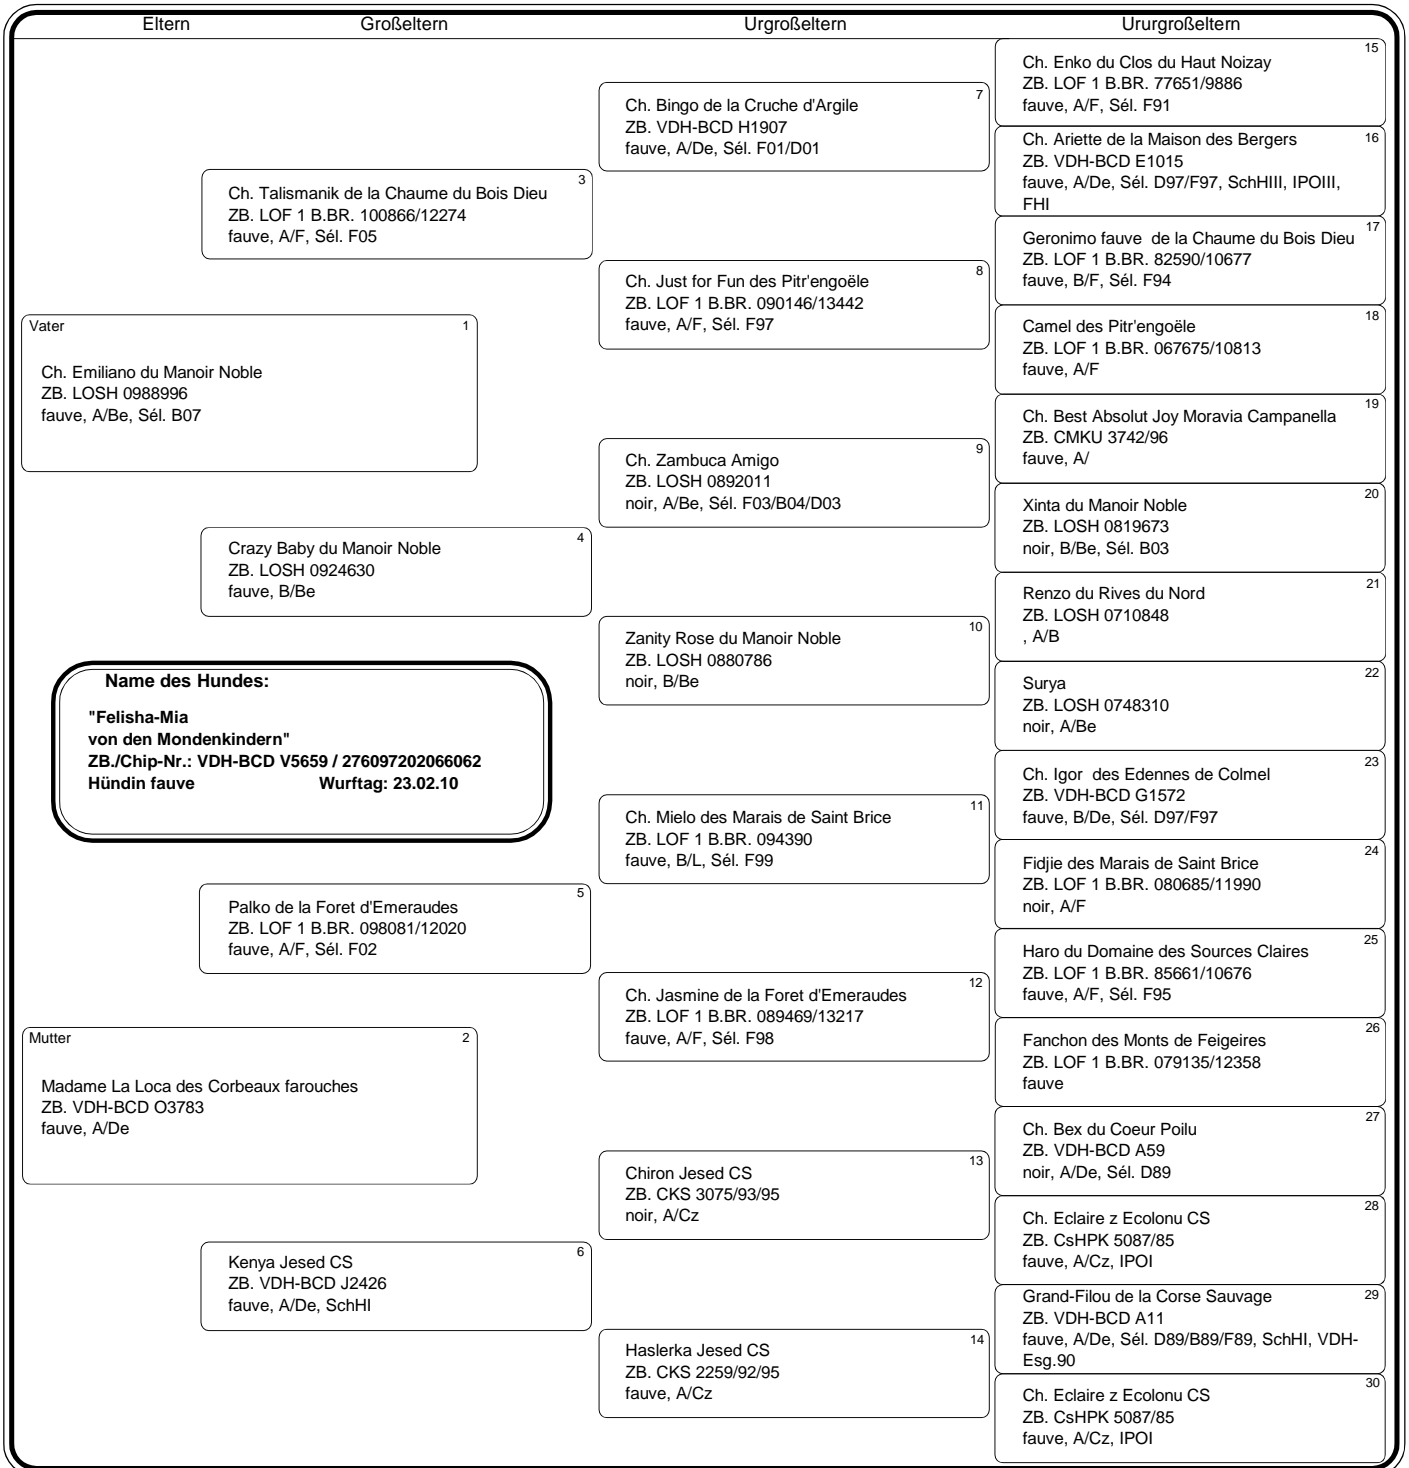 Eltern Großeltern Urgroßeltern Ururgroßeltern
Vater 1
Ch. Emiliano du Manoir Noble
ZB. LOSH 0988996
fauve, A/Be, Sél. B07
Mutter 2
Madame La Loca des Corbeaux farouches
ZB. VDH-BCD O3783
fauve, A/De
Name des Hundes:
"Felisha-Mia
von den Mondenkindern"
ZB./Chip-Nr.: VDH-BCD V5659 / 276097202066062
Hündin fauve Wurftag: 23.02.10
3
Ch. Talismanik de la Chaume du Bois Dieu
ZB. LOF 1 B.BR. 100866/12274
fauve, A/F, Sél. F05
4
Crazy Baby du Manoir Noble
ZB. LOSH 0924630
fauve, B/Be
5
Palko de la Foret d'Emeraudes
ZB. LOF 1 B.BR. 098081/12020
fauve, A/F, Sél. F02
6
Kenya Jesed CS
ZB. VDH-BCD J2426
fauve, A/De, SchHI
7
Ch. Bingo de la Cruche d'Argile
ZB. VDH-BCD H1907
fauve, A/De, Sél. F01/D01
8
Ch. Just for Fun des Pitr'engoële
ZB. LOF 1 B.BR. 090146/13442
fauve, A/F, Sél. F97
9
Ch. Zambuca Amigo
ZB. LOSH 0892011
noir, A/Be, Sél. F03/B04/D03
10
Zanity Rose du Manoir Noble
ZB. LOSH 0880786
noir, B/Be
11
Ch. Mielo des Marais de Saint Brice
ZB. LOF 1 B.BR. 094390
fauve, B/L, Sél. F99
12
Ch. Jasmine de la Foret d'Emeraudes
ZB. LOF 1 B.BR. 089469/13217
fauve, A/F, Sél. F98
13
Chiron Jesed CS
ZB. CKS 3075/93/95
noir, A/Cz
14
Haslerka Jesed CS
ZB. CKS 2259/92/95
fauve, A/Cz
15
Ch. Enko du Clos du Haut Noizay
ZB. LOF 1 B.BR. 77651/9886
fauve, A/F, Sél. F91
16
Ch. Ariette de la Maison des Bergers
ZB. VDH-BCD E1015
fauve, A/De, Sél. D97/F97, SchHIII, IPOIII,
FHI
17
Geronimo fauve de la Chaume du Bois Dieu
ZB. LOF 1 B.BR. 82590/10677
fauve, B/F, Sél. F94
18
Camel des Pitr'engoële
ZB. LOF 1 B.BR. 067675/10813
fauve, A/F
19
Ch. Best Absolut Joy Moravia Campanella
ZB. CMKU 3742/96
fauve, A/
20
Xinta du Manoir Noble
ZB. LOSH 0819673
noir, B/Be, Sél. B03
21
Renzo du Rives du Nord
ZB. LOSH 0710848
, A/B
22
Surya
ZB. LOSH 0748310
noir, A/Be
23
Ch. Igor des Edennes de Colmel
ZB. VDH-BCD G1572
fauve, B/De, Sél. D97/F97
24
Fidjie des Marais de Saint Brice
ZB. LOF 1 B.BR. 080685/11990
noir, A/F
25
Haro du Domaine des Sources Claires
ZB. LOF 1 B.BR. 85661/10676
fauve, A/F, Sél. F95
26
Fanchon des Monts de Feigeires
ZB. LOF 1 B.BR. 079135/12358
fauve
27
Ch. Bex du Coeur Poilu
ZB. VDH-BCD A59
noir, A/De, Sél. D89
28
Ch. Eclaire z Ecolonu CS
ZB. CsHPK 5087/85
fauve, A/Cz, IPOI
29
Grand-Filou de la Corse Sauvage
ZB. VDH-BCD A11
fauve, A/De, Sél. D89/B89/F89, SchHI, VDH-
Esg.90
30
Ch. Eclaire z Ecolonu CS
ZB. CsHPK 5087/85
fauve, A/Cz, IPOI